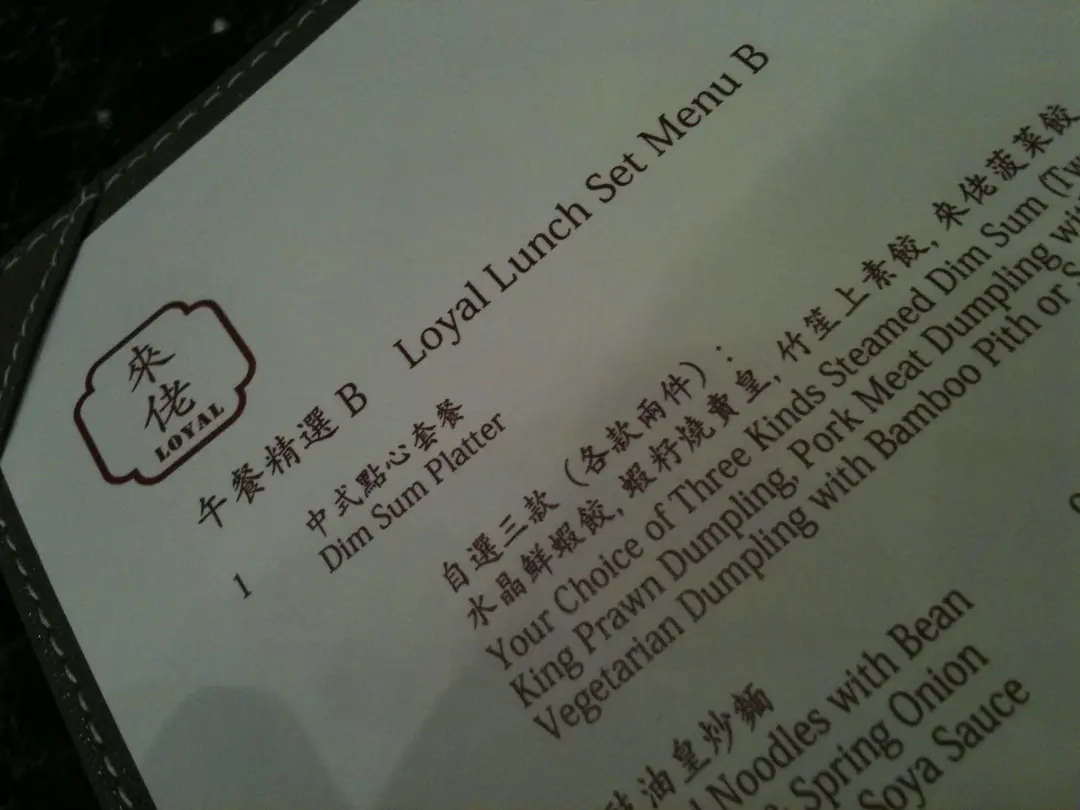 來佬
LOYAL
午餐精選 B Loyal Lunch Set Menu B
1 中式點心套餐
Dim Sum Platter
自選三款（各款兩件）：
水晶鮮蝦餃, 蝦籽燒賣皇, 竹笙上素餃, 來佬菠菜餃
Your Choice of Three Kinds Steamed Dim Sum
King Prawn Dumpling, Pork Meat Dumpling
Vegetarian Dumpling with Bamboo Pith or
油皇炒麵
Noodles with Bean
Spring Onion
Soya Sauce